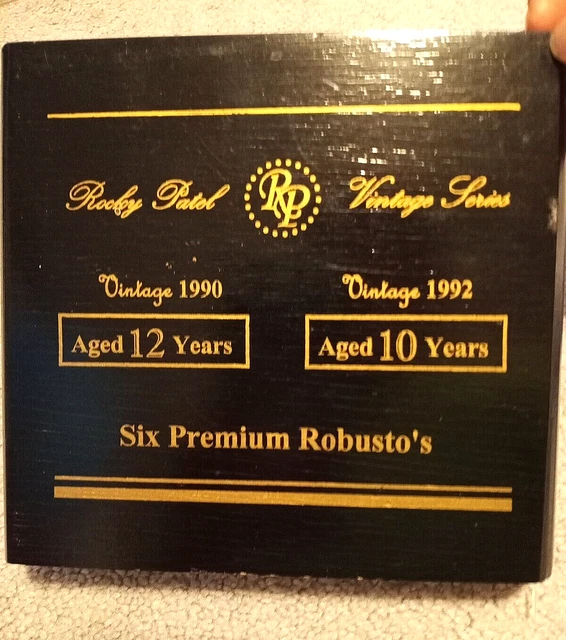 Rocky Patel RP Vintage Series
Vintage 1990 Vintage 1992
Aged 12 Years Aged 10 Years
Six Premium Robusto's